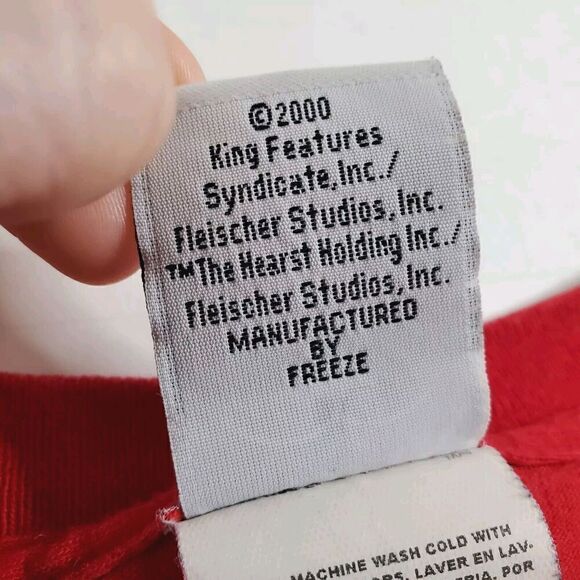 ©2000
King Features
Syndicate, Inc./
Fleischer Studios, Inc.
™The Hearst Holding Inc./
Fleischer Studios, Inc.
MANUFACTURED
BY
FREEZE
MACHINE WASH COLD WITH
LAVER EN LAV-
POR